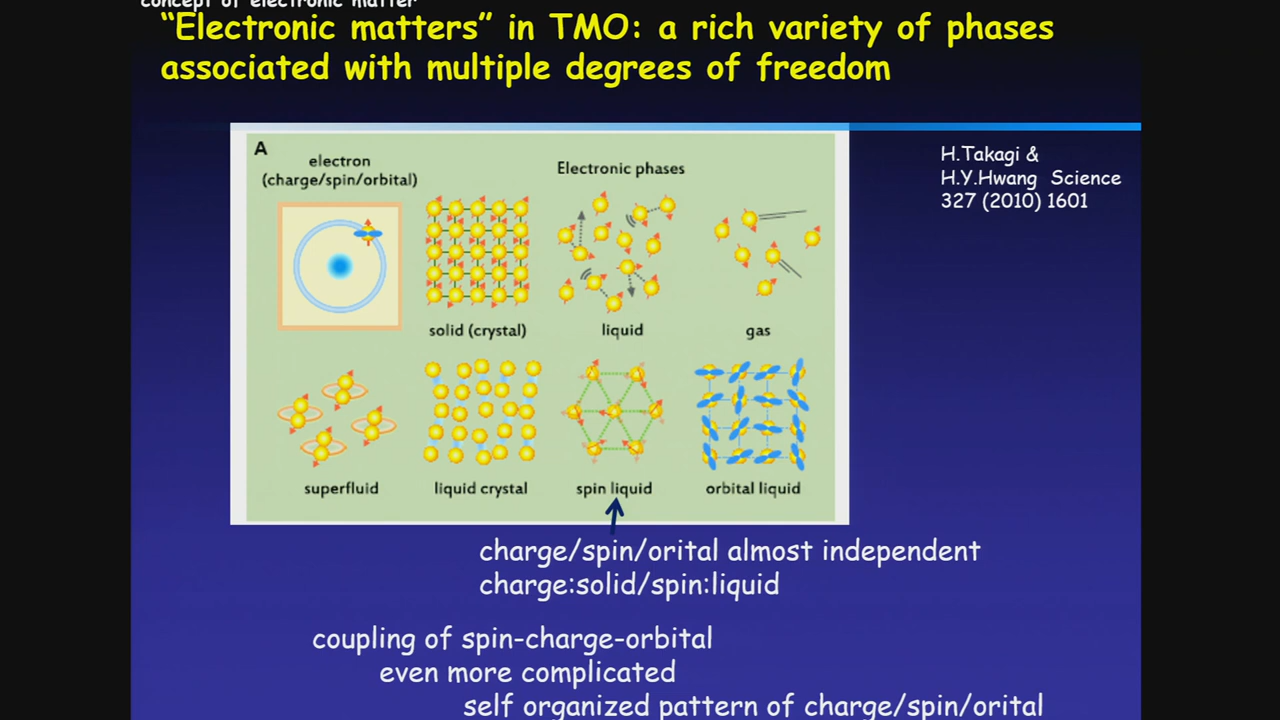 concept of electronic matter
“Electronic matters” in TMO: a rich variety of phases
associated with multiple degrees of freedom
A
electron
(charge/spin/orbital)
Electronic phases
H.Takagi &
H.Y.Hwang Science
327 (2010) 1601
solid (crystal)
liquid
gas
superfluid
liquid crystal
spin liquid
orbital liquid
charge/spin/orital almost independent
charge:solid/spin:liquid
coupling of spin-charge-orbital
even more complicated
self organized pattern of charge/spin/orital